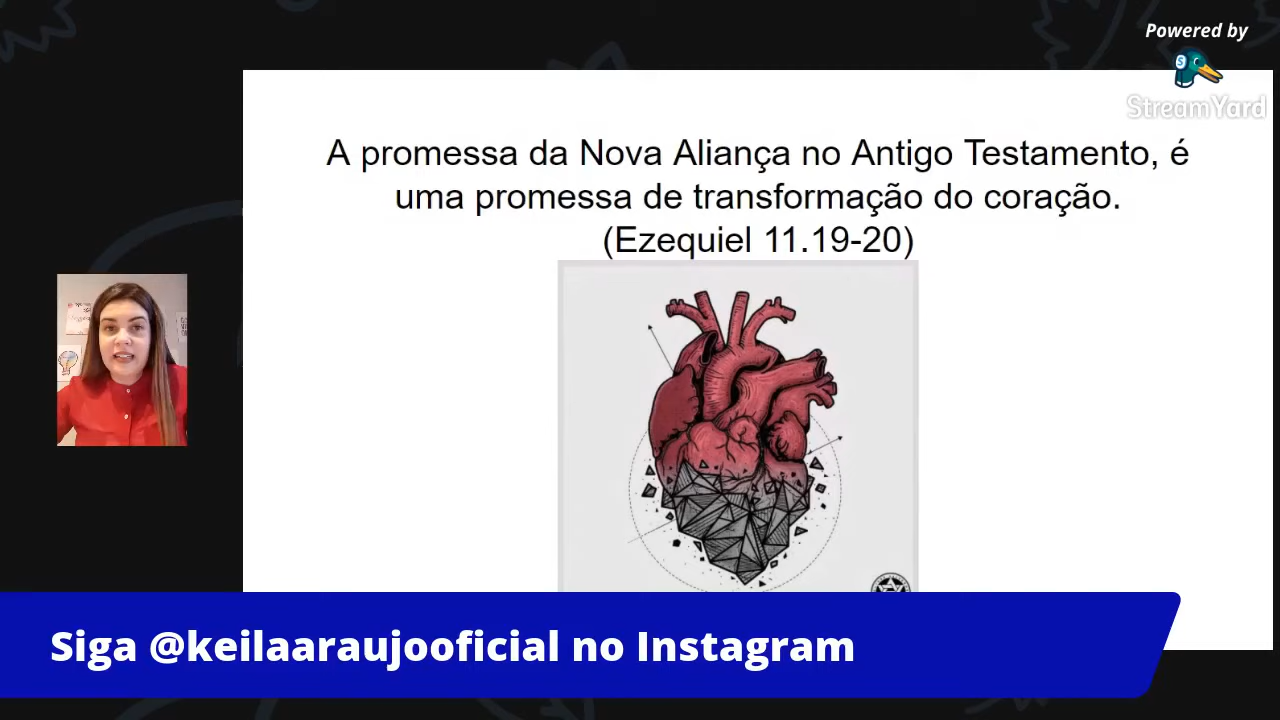 Powered by
StreamYard
A promessa da Nova Aliança no Antigo Testamento, é
uma promessa de transformação do coração.
(Ezequiel 11.19-20)
Siga @keilaaraujooficial no Instagram